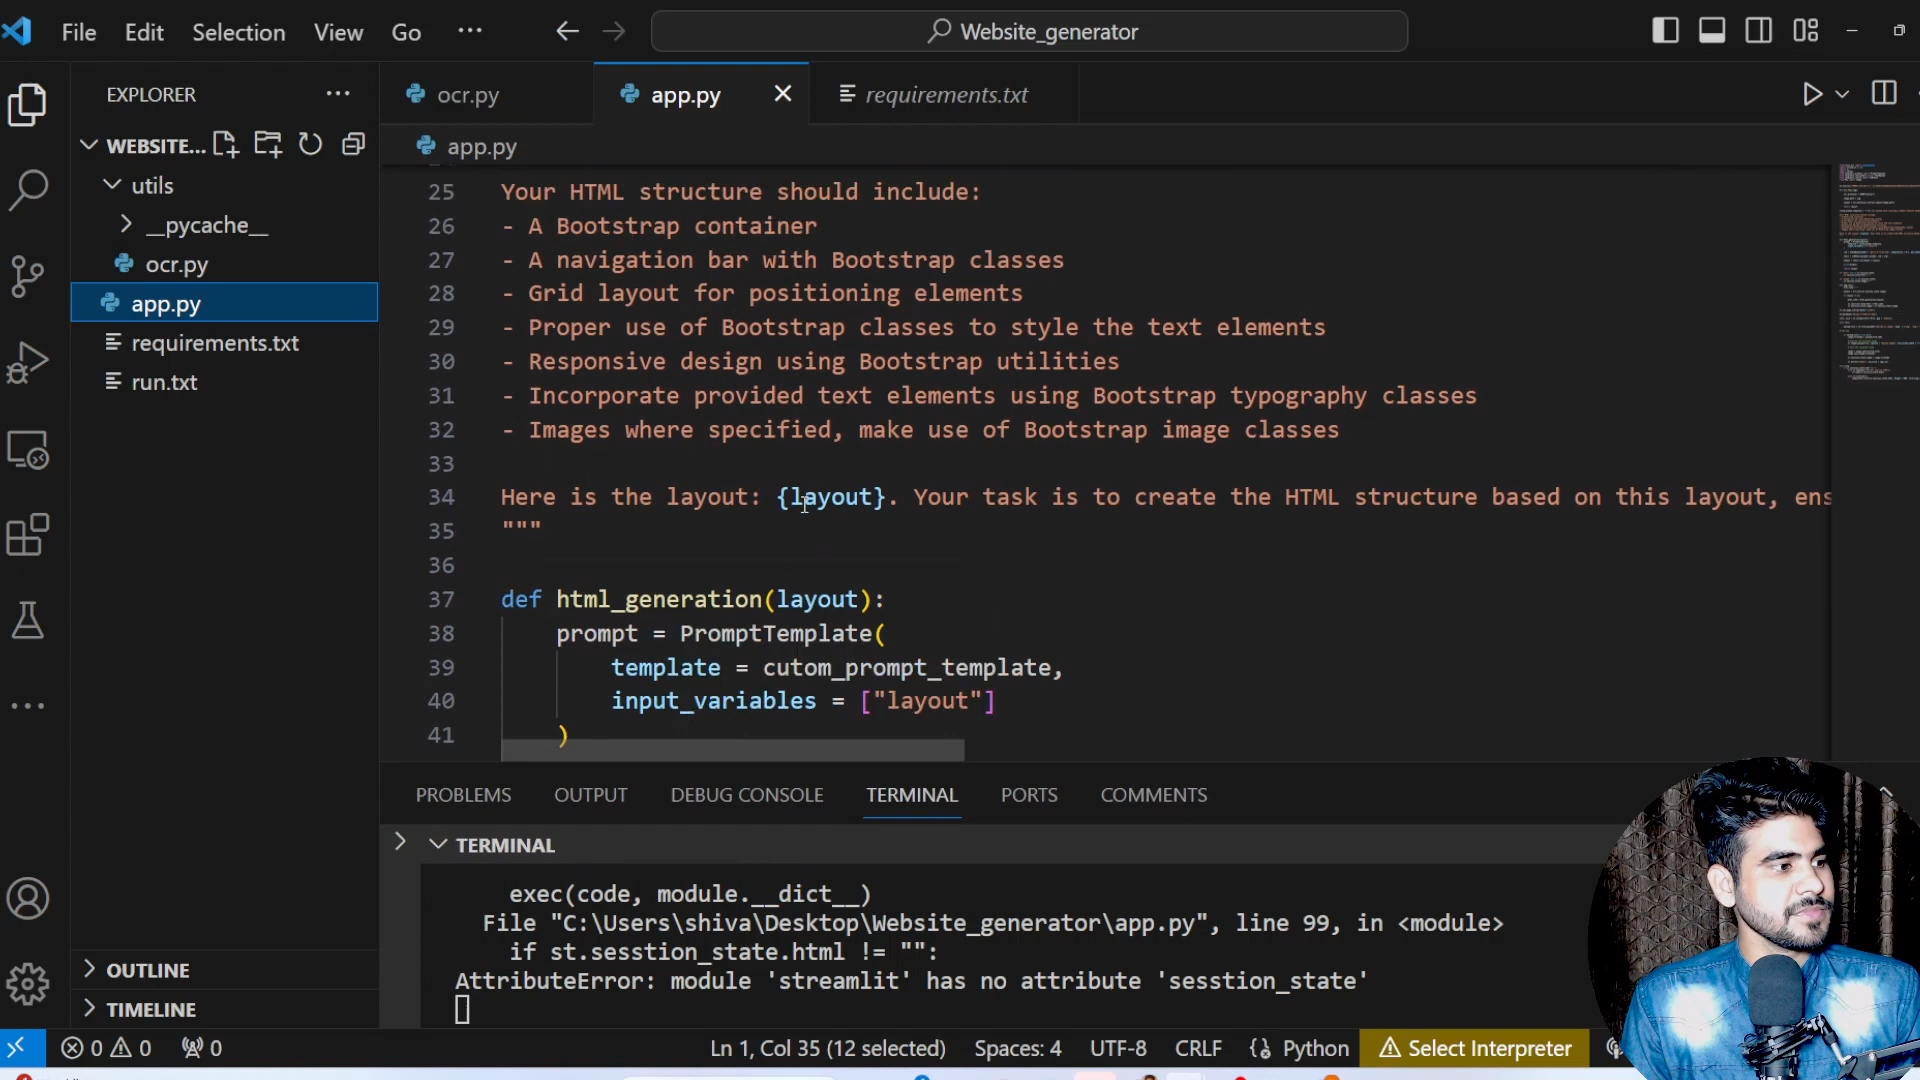 File Edit Selection View Go ... Website_generator
EXPLORER
ocr.py app.py requirements.txt
WEBSITE...
app.py
utils
__pycache__
ocr.py
app.py
requirements.txt
run.txt
25 Your HTML structure should include:
26 - A Bootstrap container
27 - A navigation bar with Bootstrap classes
28 - Grid layout for positioning elements
29 - Proper use of Bootstrap classes to style the text elements
30 - Responsive design using Bootstrap utilities
31 - Incorporate provided text elements using Bootstrap typography classes
32 - Images where specified, make use of Bootstrap image classes
33
34 Here is the layout: {layout}. Your task is to create the HTML structure based on this layout, ens
35 """
36
37 def html_generation(layout):
38 prompt = PromptTemplate(
39 template = cutom_prompt_template,
40 input_variables = ["layout"]
41 )
PROBLEMS OUTPUT DEBUG CONSOLE TERMINAL PORTS COMMENTS
TERMINAL
exec(code, module.__dict__)
File "C:\Users\shiva\Desktop\Website_generator\app.py", line 99, in <module>
if st.sesstion_state.html != "":
AttributeError: module 'streamlit' has no attribute 'sesstion_state'
OUTLINE
TIMELINE
0 0 0 Ln 1, Col 35 (12 selected) Spaces: 4 UTF-8 CRLF Python Select Interpreter